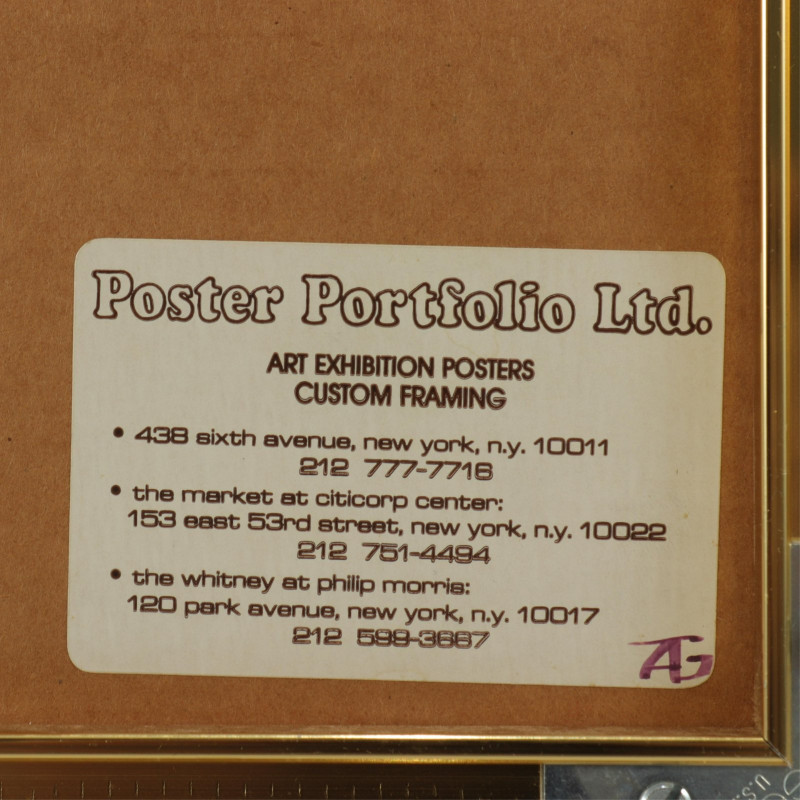 Poster Portfolio Ltd.
ART EXHIBITION POSTERS
CUSTOM FRAMING
• 438 sixth avenue, new york, n.y. 10011
212 777-7716
• the market at citicorp center:
153 east 53rd street, new york, n.y. 10022
212 751-4494
• the whitney at philip morris:
120 park avenue, new york, n.y. 10017
212 599-3667
AG